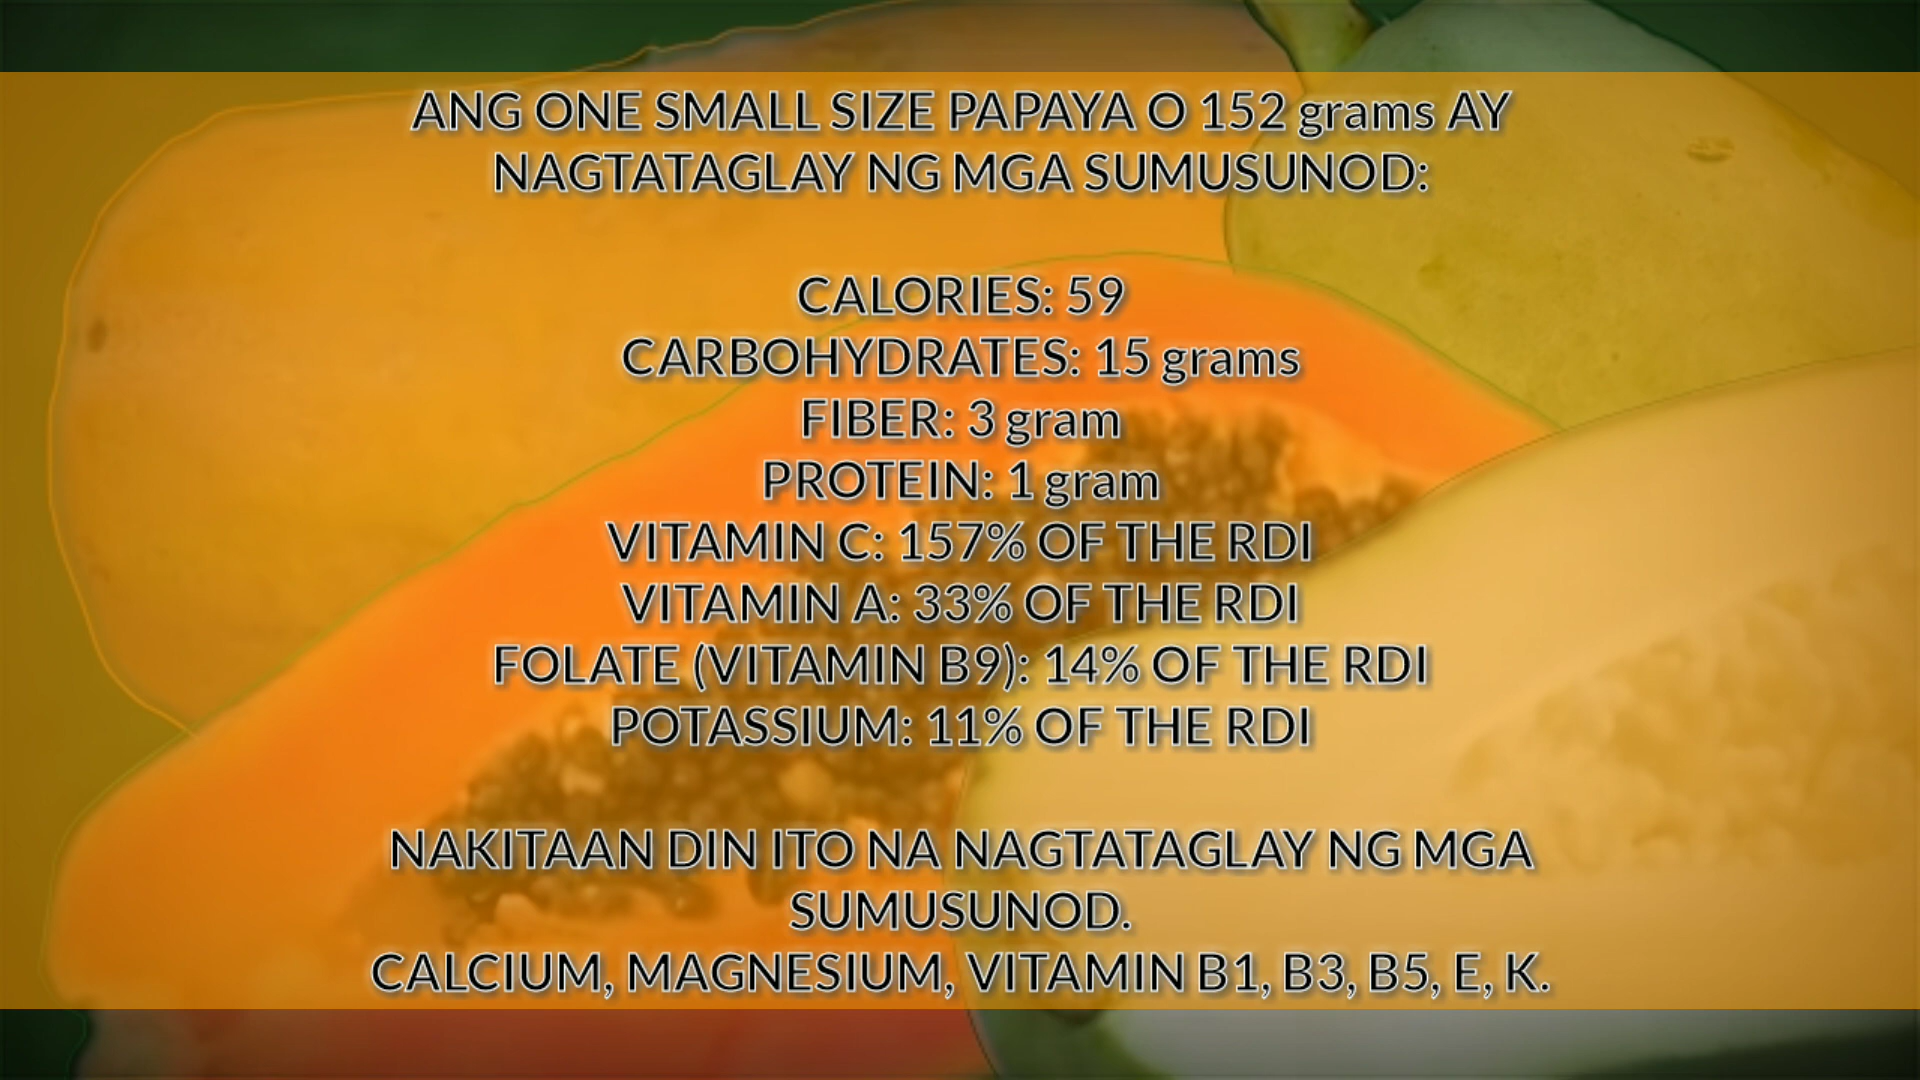 ANG ONE SMALL SIZE PAPAYA O 152 grams AY
NAGTATAGLAY NG MGA SUMUSUNOD:
CALORIES: 59
CARBOHYDRATES: 15 grams
FIBER: 3 gram
PROTEIN: 1 gram
VITAMIN C: 157% OF THE RDI
VITAMIN A: 33% OF THE RDI
FOLATE (VITAMIN B9): 14% OF THE RDI
POTASSIUM: 11% OF THE RDI
NAKITAAN DIN ITO NA NAGTATAGLAY NG MGA
SUMUSUNOD.
CALCIUM, MAGNESIUM, VITAMIN B1, B3, B5, E, K.